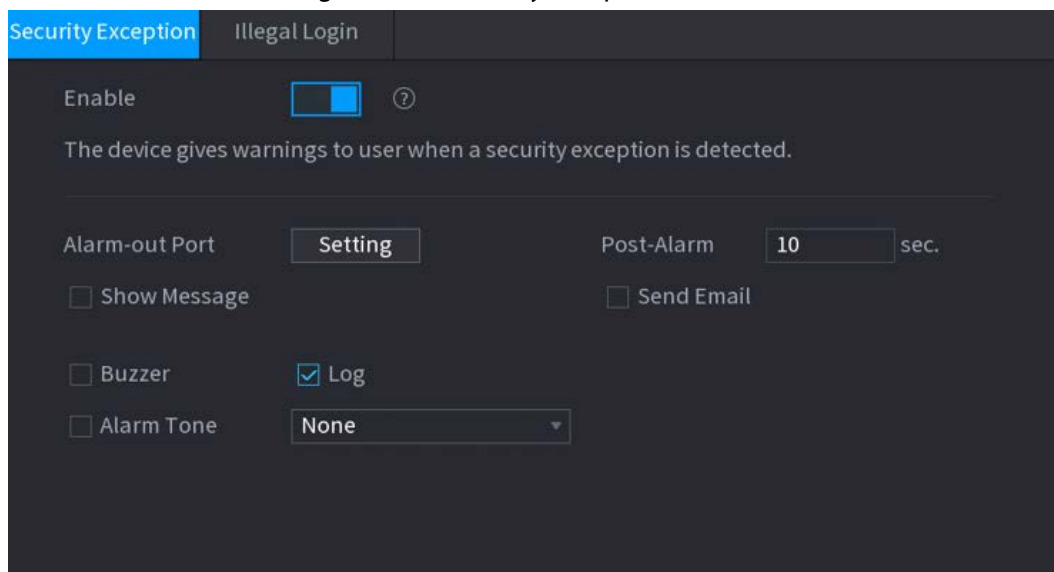 Security Exception Illegal Login
Enable ?
The device gives warnings to user when a security exception is detected.
Alarm-out Port Setting Post-Alarm 10 sec.
Show Message Send Email
Buzzer Log
Alarm Tone None